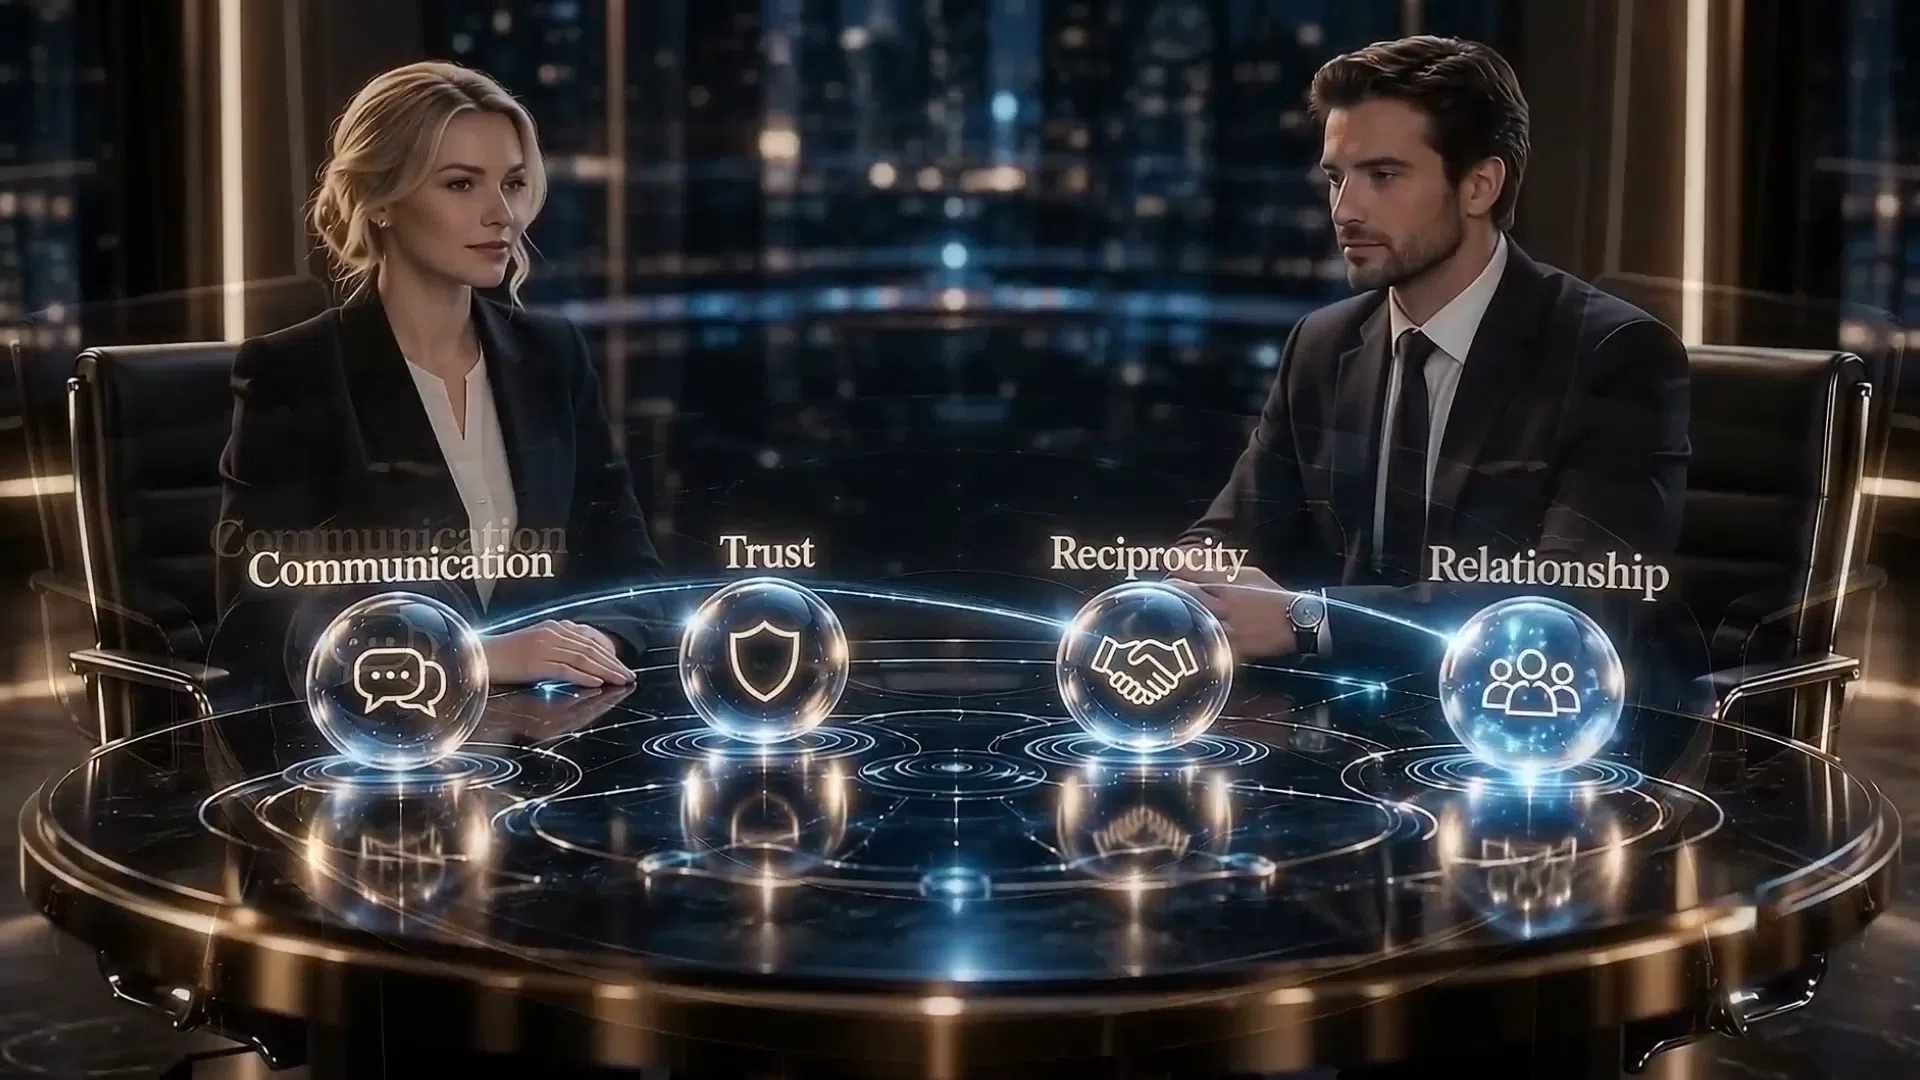 Communication
Communication
Trust
Reciprocity
Relationship